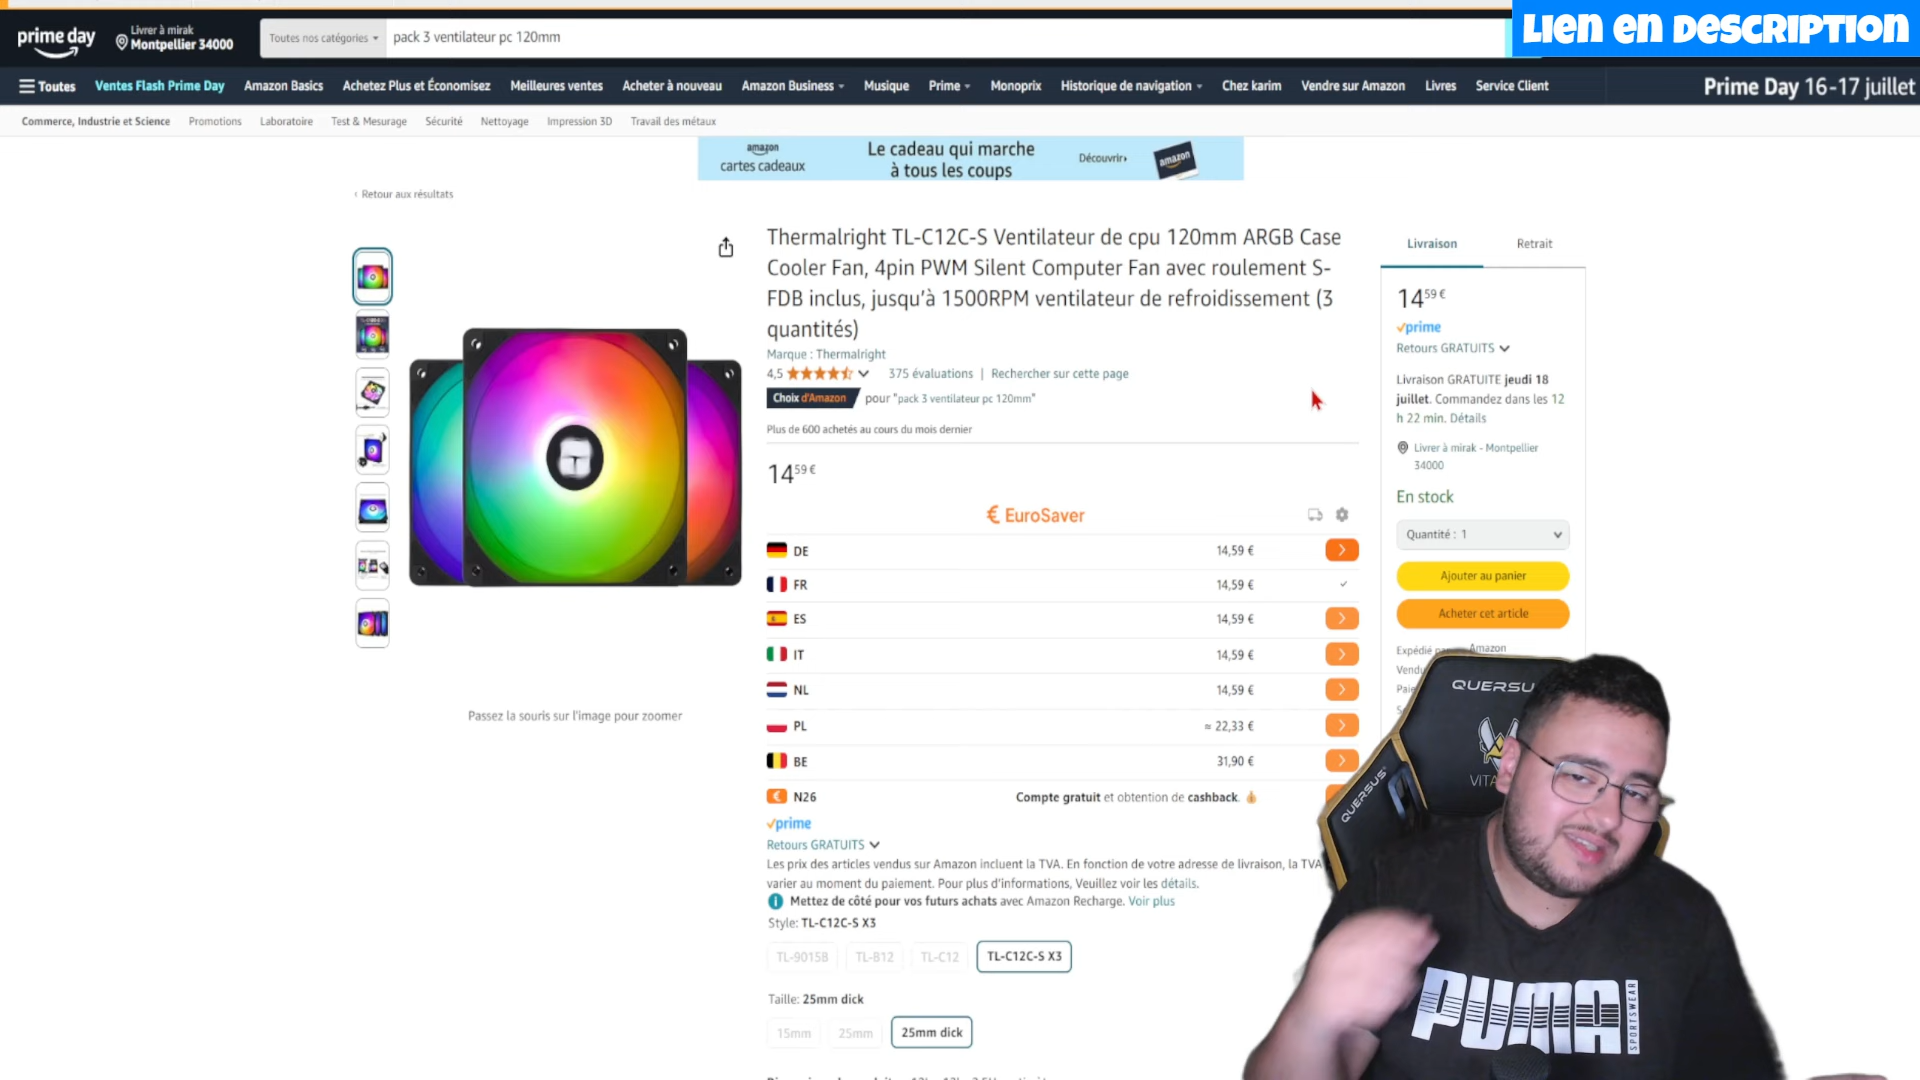 Lien en description
prime day
Livrer à mirak
Montpellier 34000
Toutes nos catégories
pack 3 ventilateur pc 120mm
Toutes
Ventes Flash Prime Day
Amazon Basics
Achetez Plus et Économisez
Meilleures ventes
Acheter à nouveau
Amazon Business
Musique
Prime
Monoprix
Historique de navigation
Chez karim
Vendre sur Amazon
Livres
Service Client
Prime Day 16-17 juillet
Commerce, Industrie et Science
Promotions
Laboratoire
Test & Mesurage
Sécurité
Nettoyage
Impression 3D
Travail des métaux
amazon
cartes cadeaux
Le cadeau qui marche
à tous les coups
Découvrir›
amazon
‹ Retour aux résultats
Thermalright TL-C12C-S Ventilateur de cpu 120mm ARGB Case
Cooler Fan, 4pin PWM Silent Computer Fan avec roulement S-
FDB inclus, jusqu'à 1500RPM ventilateur de refroidissement (3
quantités)
Marque : Thermalright
4,5
375 évaluations | Rechercher sur cette page
Choix d'Amazon pour "pack 3 ventilateur pc 120mm"
Plus de 600 achetés au cours du mois dernier
14 59 €
€ EuroSaver
DE 14,59 €
FR 14,59 €
ES 14,59 €
IT 14,59 €
NL 14,59 €
PL ≈ 22,33 €
BE 31,90 €
N26 Compte gratuit et obtention de cashback.
prime
Retours GRATUITS
Les prix des articles vendus sur Amazon incluent la TVA. En fonction de votre adresse de livraison, la TVA
varier au moment du paiement. Pour plus d'informations, Veuillez voir les détails.
Mettez de côté pour vos futurs achats avec Amazon Recharge. Voir plus
Style: TL-C12C-S X3
TL-9015B
TL-B12
TL-C12
TL-C12C-S X3
Taille: 25mm dick
15mm
25mm
25mm dick
Passez la souris sur l'image pour zoomer
Livraison
Retrait
14 59 €
prime
Retours GRATUITS
Livraison GRATUITE jeudi 18
juillet. Commandez dans les 12
h 22 min. Détails
Livrer à mirak - Montpellier
34000
En stock
Quantité : 1
Ajouter au panier
Acheter cet article
Expédié
Amazon
QUERSUS
PUMA
SPORTSWEAR